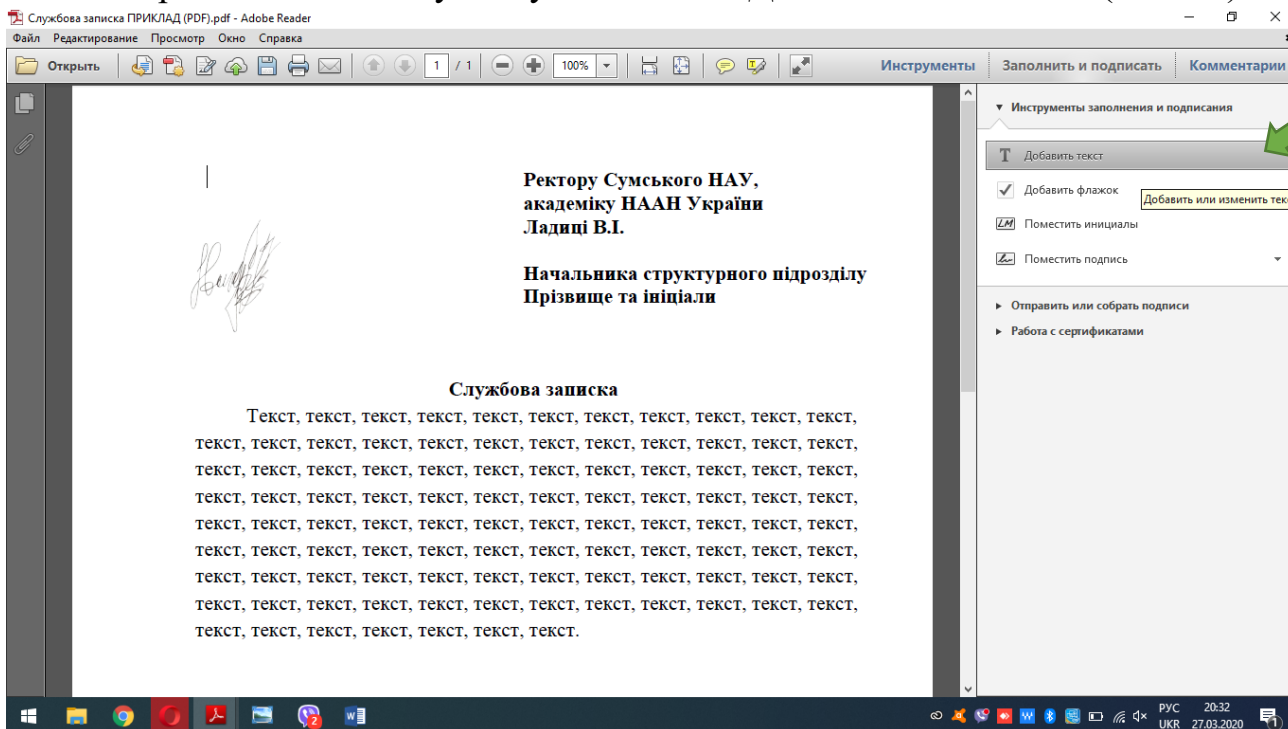 Службова записка ПРИКЛАД (PDF).pdf - Adobe Reader
Файл Редактирование Просмотр Окно Справка
Открыть 1 / 1 100% Инструменты Заполнить и подписать Комментарии
Инструменты заполнения и подписания
T Добавить текст
Добавить флажок
Добавить или изменить тек
LM Поместить инициалы
Поместить подпись
Отправить или собрать подписи
Работа с сертификатами
Ректору Сумського НАУ,
академіку НААН України
Ладиці В.І.
Начальника структурного підрозділу
Прізвище та ініціали
Службова записка
Текст, текст, текст, текст, текст, текст, текст, текст, текст, текст, текст,
текст, текст, текст, текст, текст, текст, текст, текст, текст, текст, текст, текст,
текст, текст, текст, текст, текст, текст, текст, текст, текст, текст, текст, текст,
текст, текст, текст, текст, текст, текст, текст, текст, текст, текст, текст, текст,
текст, текст, текст, текст, текст, текст, текст, текст, текст, текст, текст, текст,
текст, текст, текст, текст, текст, текст, текст, текст, текст, текст, текст, текст,
текст, текст, текст, текст, текст, текст, текст, текст, текст, текст, текст, текст,
текст, текст, текст, текст, текст, текст, текст, текст, текст, текст, текст, текст,
текст, текст, текст, текст, текст, текст, текст.
2
РУС 20:32
UKR 27.03.2020
1